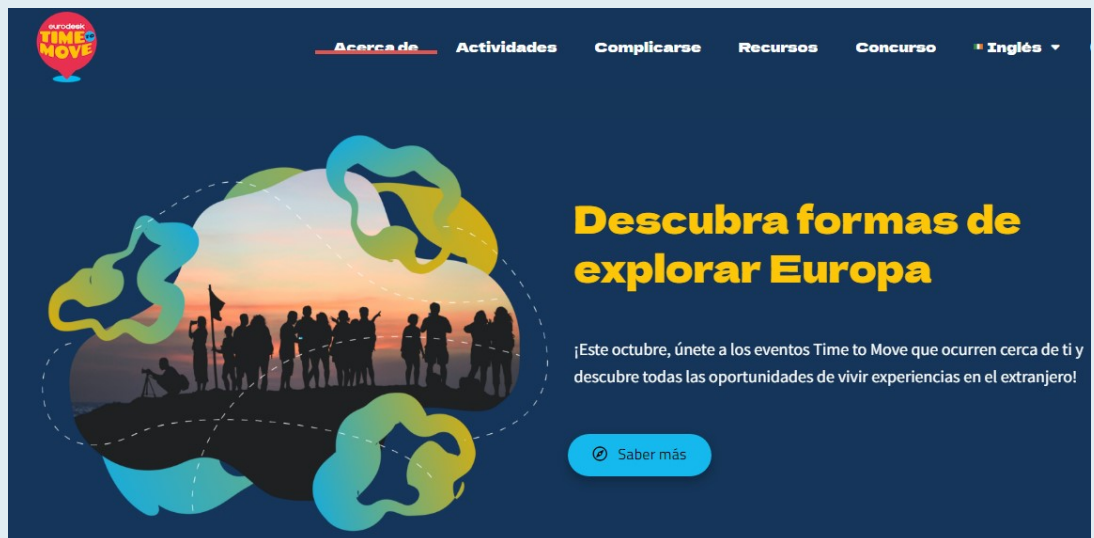 eurodesk
TIME to
MOVE
Acerca de Actividades Complicarse Recursos Concurso Inglés
Descubra formas de
explorar Europa
¡Este octubre, únete a los eventos Time to Move que ocurren cerca de ti y
descubre todas las oportunidades de vivir experiencias en el extranjero!
Saber más